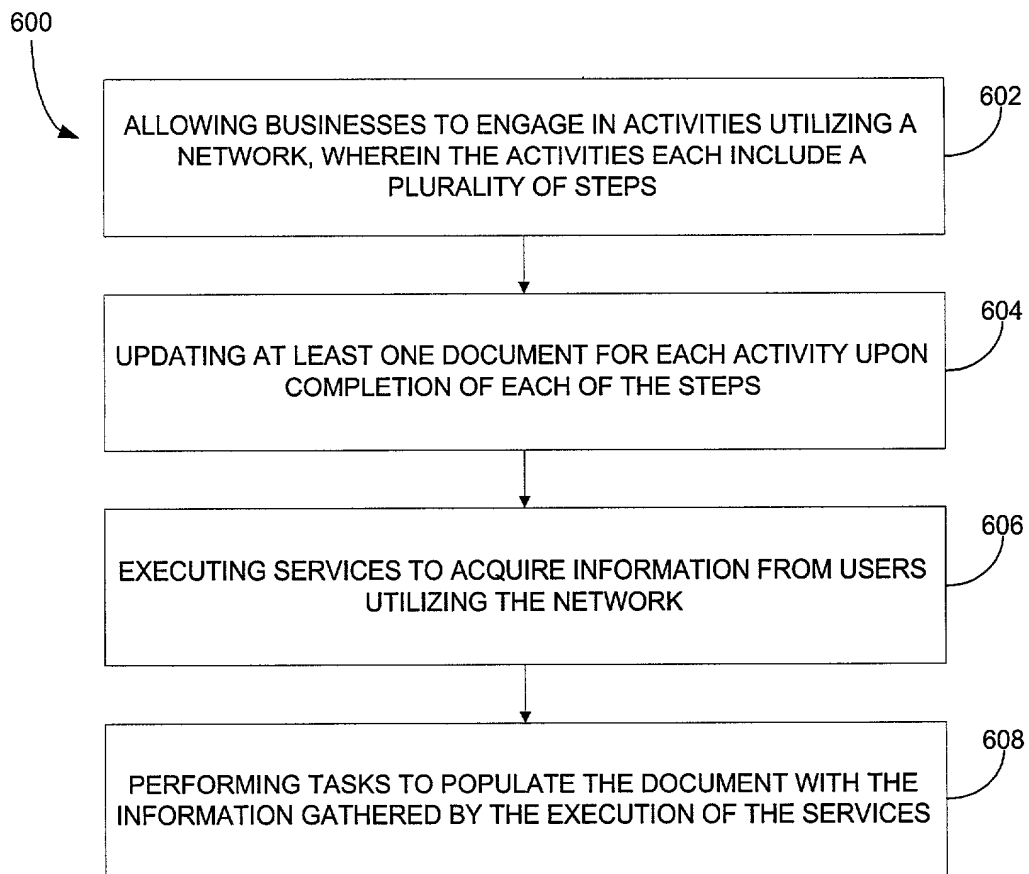 600
602
ALLOWING BUSINESSES TO ENGAGE IN ACTIVITIES UTILIZING A
NETWORK, WHEREIN THE ACTIVITIES EACH INCLUDE A
PLURALITY OF STEPS
604
UPDATING AT LEAST ONE DOCUMENT FOR EACH ACTIVITY UPON
COMPLETION OF EACH OF THE STEPS
606
EXECUTING SERVICES TO ACQUIRE INFORMATION FROM USERS
UTILIZING THE NETWORK
608
PERFORMING TASKS TO POPULATE THE DOCUMENT WITH THE
INFORMATION GATHERED BY THE EXECUTION OF THE SERVICES